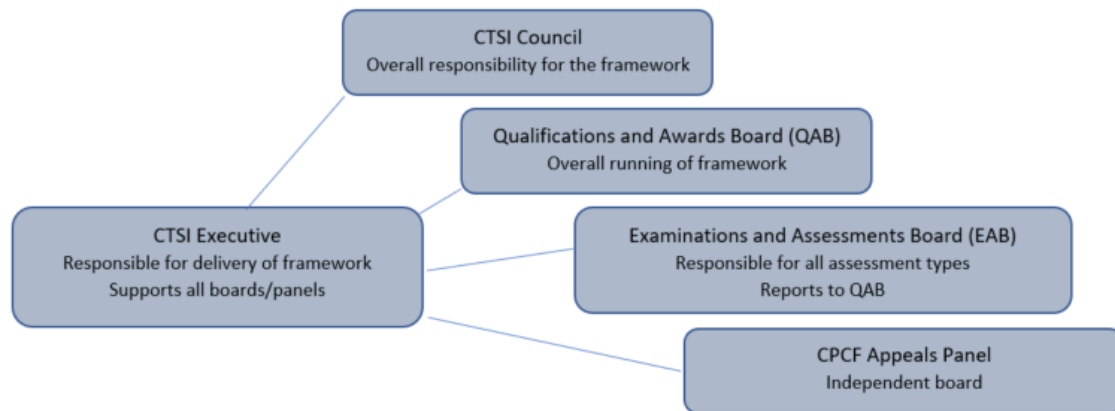 CTSI Council
Overall responsibility for the framework
Qualifications and Awards Board (QAB)
Overall running of framework
CTSI Executive
Responsible for delivery of framework
Supports all boards/panels
Examinations and Assessments Board (EAB)
Responsible for all assessment types
Reports to QAB
CPCF Appeals Panel
Independent board